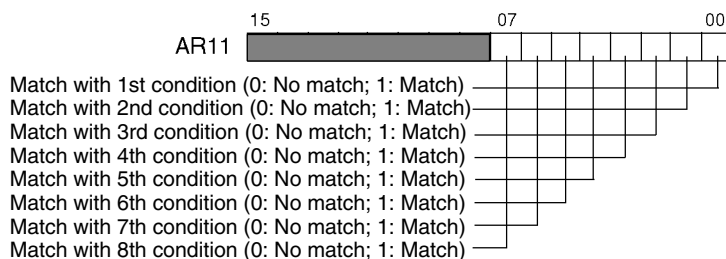 15 07 00
AR11
Match with 1st condition (0: No match; 1: Match)
Match with 2nd condition (0: No match; 1: Match)
Match with 3rd condition (0: No match; 1: Match)
Match with 4th condition (0: No match; 1: Match)
Match with 5th condition (0: No match; 1: Match)
Match with 6th condition (0: No match; 1: Match)
Match with 7th condition (0: No match; 1: Match)
Match with 8th condition (0: No match; 1: Match)